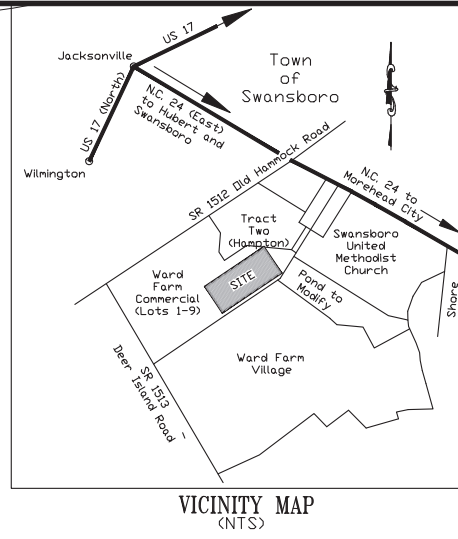 US 17
Jacksonville
Town
of
Swansboro
US 17 (North)
N.C. 24 (East)
to Hubert and
Swansboro
Wilmington
SR 1512 Old Hammock Road
N.C. 24 to
Morehead City
Tract
Two
(Hampton)
Swansboro
United
Methodist
Church
Ward
Farm
Commercial
(Lots 1-9)
SITE
Pond to
Modify
Shore
Ward Farm
Village
SR 1513
Deer Island Road -
VICINITY MAP
(NTS)